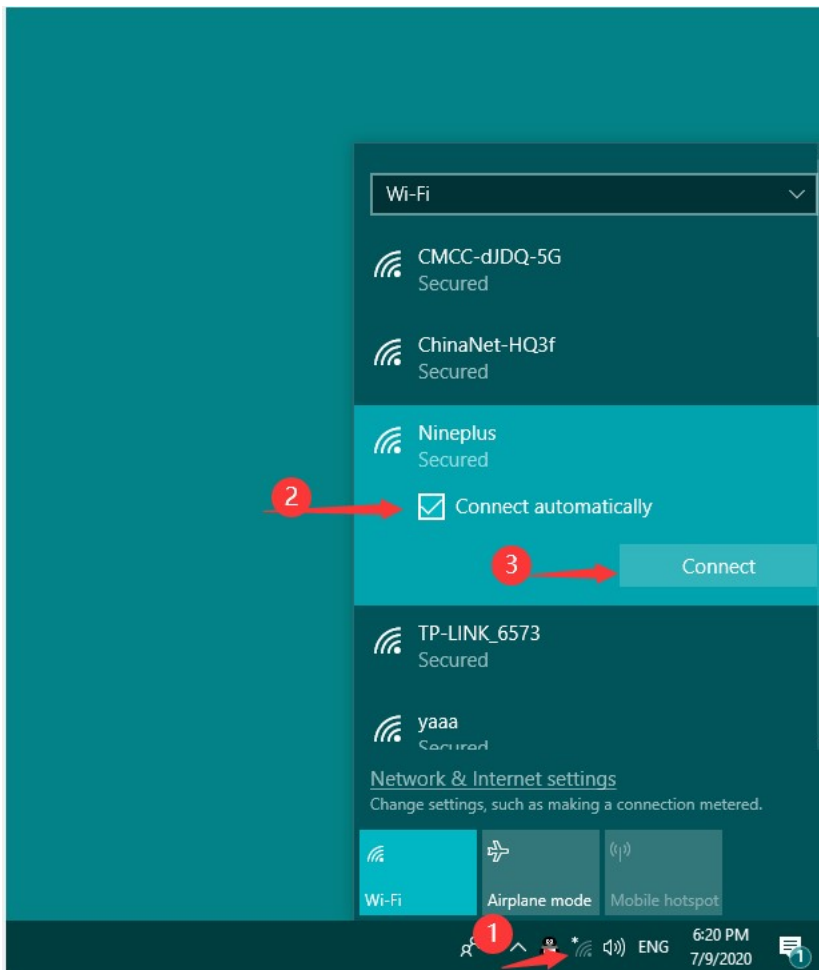 Wi-Fi
CMCC-dJDQ-5G
Secured
ChinaNet-HQ3f
Secured
Nineplus
Secured
2
Connect automatically
3
Connect
TP-LINK_6573
Secured
yaaa
Secured
Network & Internet settings
Change settings, such as making a connection metered.
Wi-Fi
Airplane mode
Mobile hotspot
1
ENG
6:20 PM
7/9/2020
1